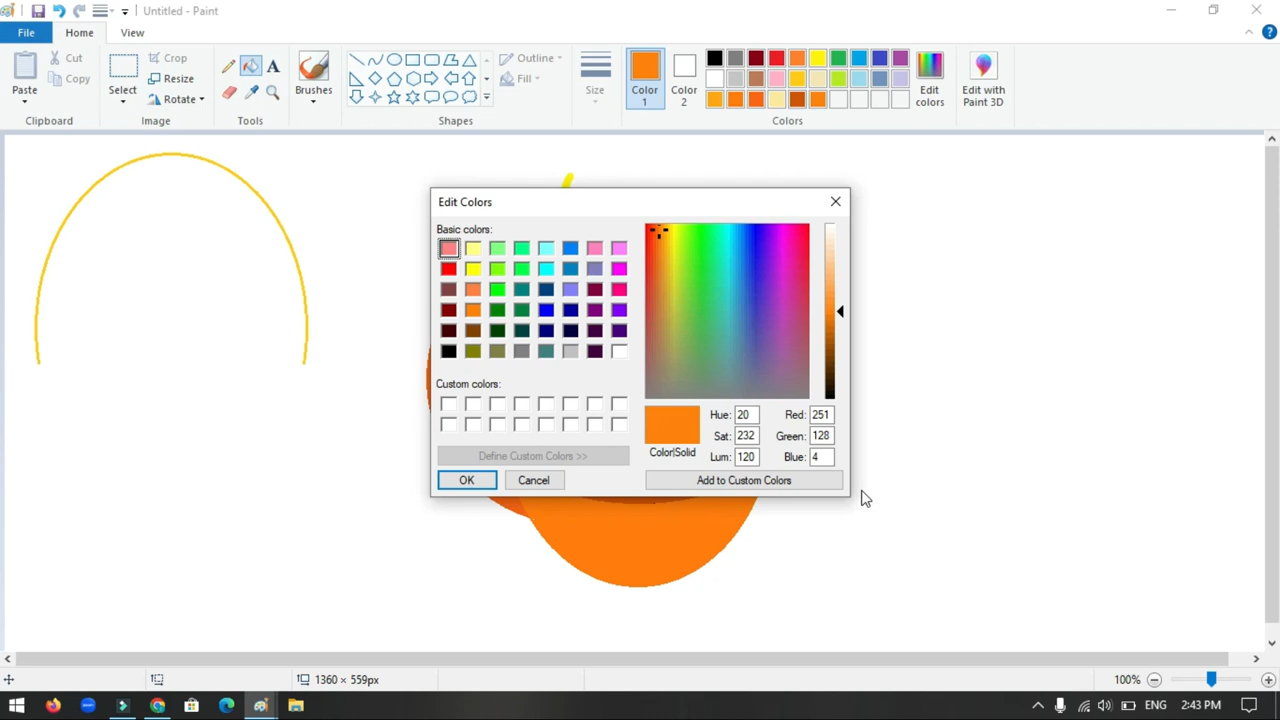 Untitled - Paint
File
Home
View
Paste
Cut
Copy
Clipboard
Select
Crop
Resize
Rotate
Image
A
Tools
Brushes
Shapes
Outline
Fill
Size
Color 1
Color 2
Edit colors
Edit with Paint 3D
Colors
Edit Colors
Basic colors:
Custom colors:
Define Custom Colors >>
OK
Cancel
Color|Solid
Hue: 20
Sat: 232
Lum: 120
Red: 251
Green: 128
Blue: 4
Add to Custom Colors
1360 × 559px
100%
ENG
2:43 PM